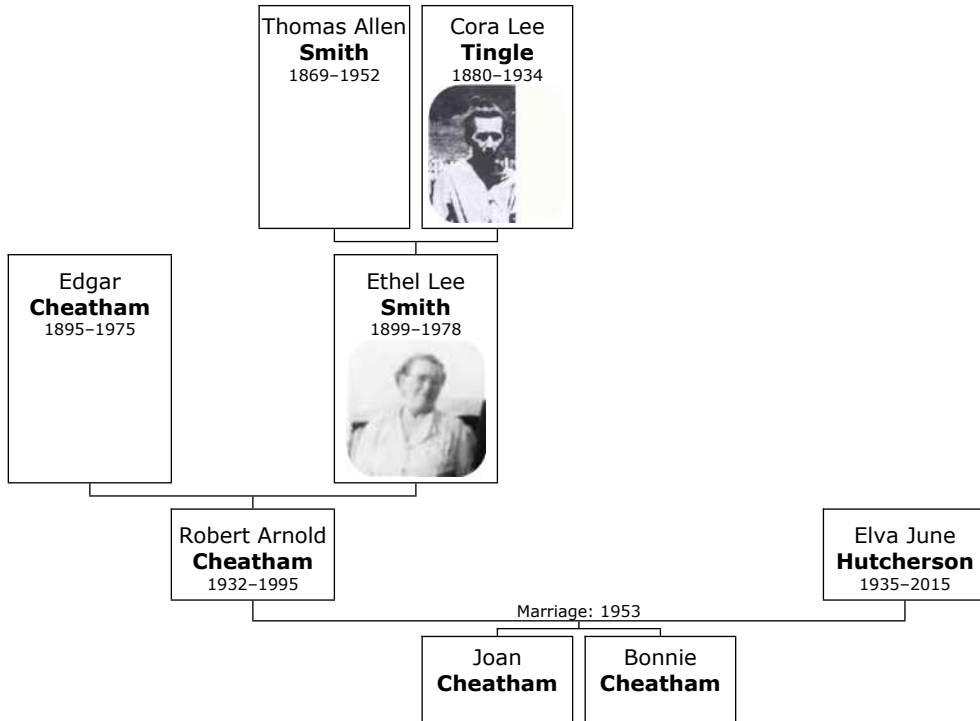 Thomas Allen
Smith
1869–1952
Cora Lee
Tingle
1880–1934
Edgar
Cheatham
1895–1975
Ethel Lee
Smith
1899–1978
Robert Arnold
Cheatham
1932–1995
Elva June
Hutcherson
1935–2015
Marriage: 1953
Joan
Cheatham
Bonnie
Cheatham